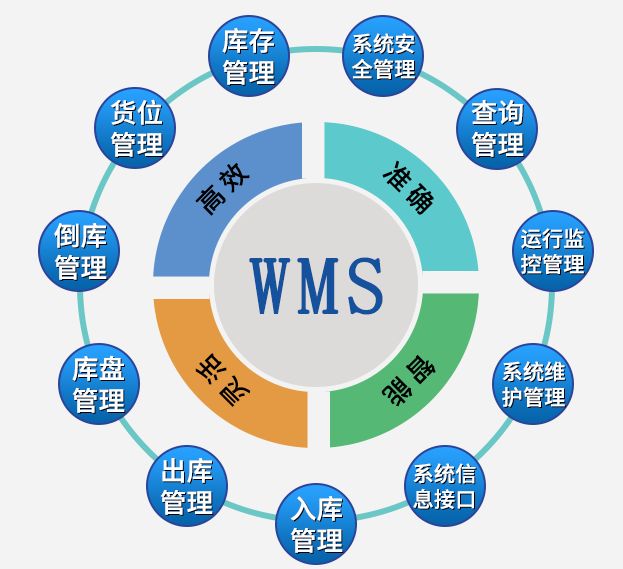 库存
管理
系统安
全管理
货位
管理
查询
管理
高效
准确
倒库
管理
WMS
运行监
控管理
灵活
智能
库盘
管理
系统维
护管理
出库
管理
系统信
息接口
入库
管理